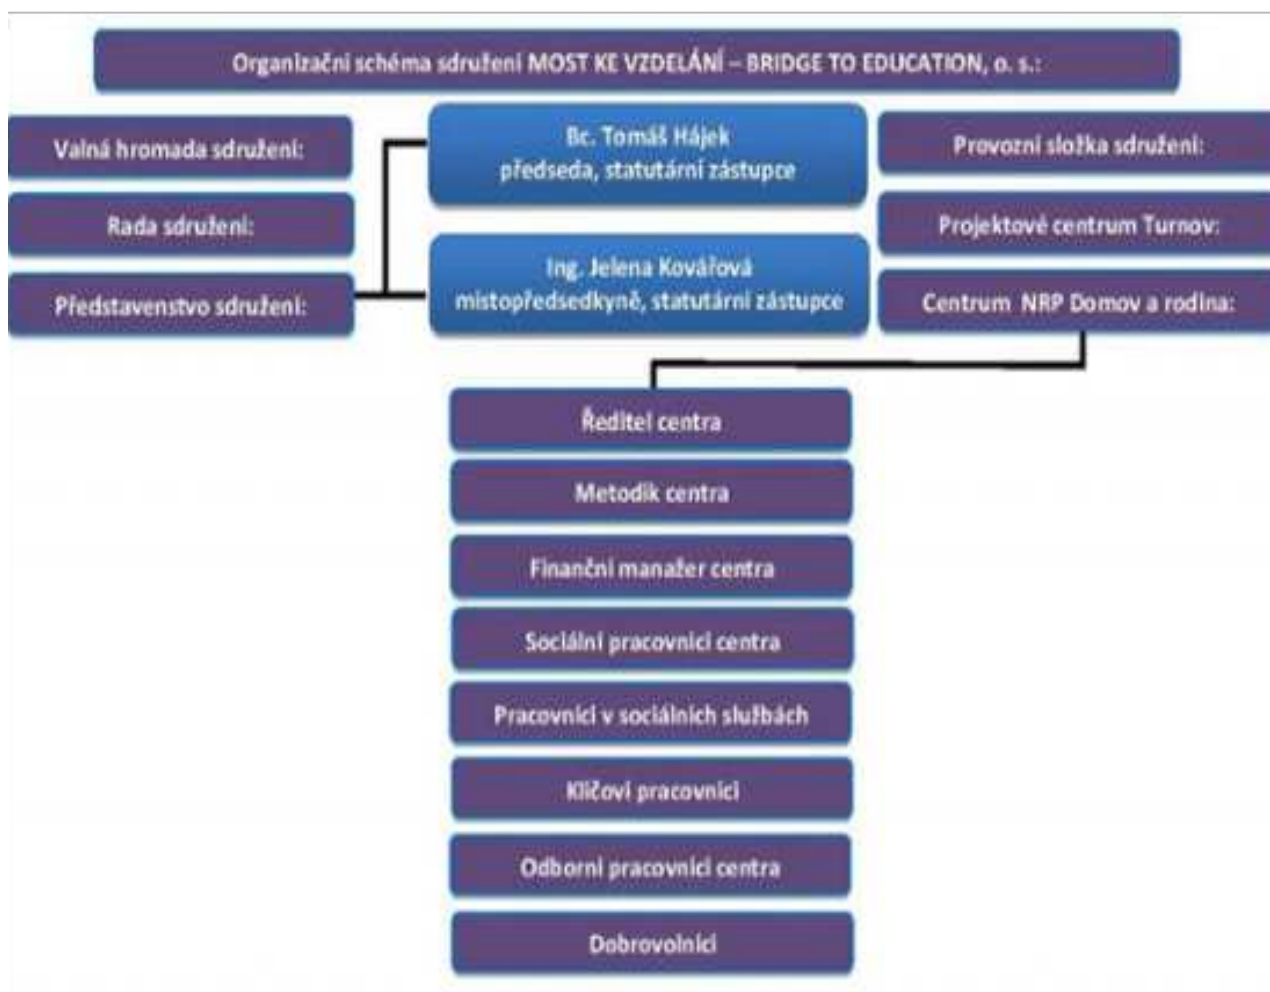 Organizační schéma sdružení MOST KE VZDELÁNÍ – BRIDGE TO EDUCATION, o. s.:
Valná hromada sdružení:
Rada sdružení:
Představenstvo sdružení:
Bc. Tomáš Hájek
předseda, statutární zástupce
Ing. Jelena Kovářová
místopředsedkyně, statutární zástupce
Provozní složka sdružení:
Projektové centrum Turnov:
Centrum NRP Domov a rodina:
Ředitel centra
Metodik centra
Finanční manažer centra
Sociální pracovníci centra
Pracovníci v sociálních službách
Klíčoví pracovníci
Odborní pracovníci centra
Dobrovolníci